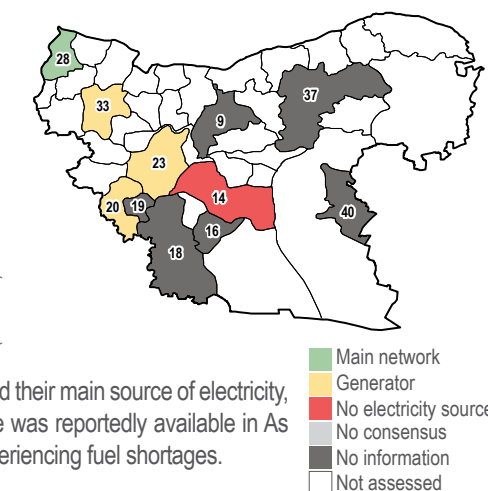 28
33
9
37
23
14
20
19
16
40
18
d their main source of electricity,
e was reportedly available in As
eriencing fuel shortages.
Main network
Generator
No electricity source
No consensus
No information
Not assessed